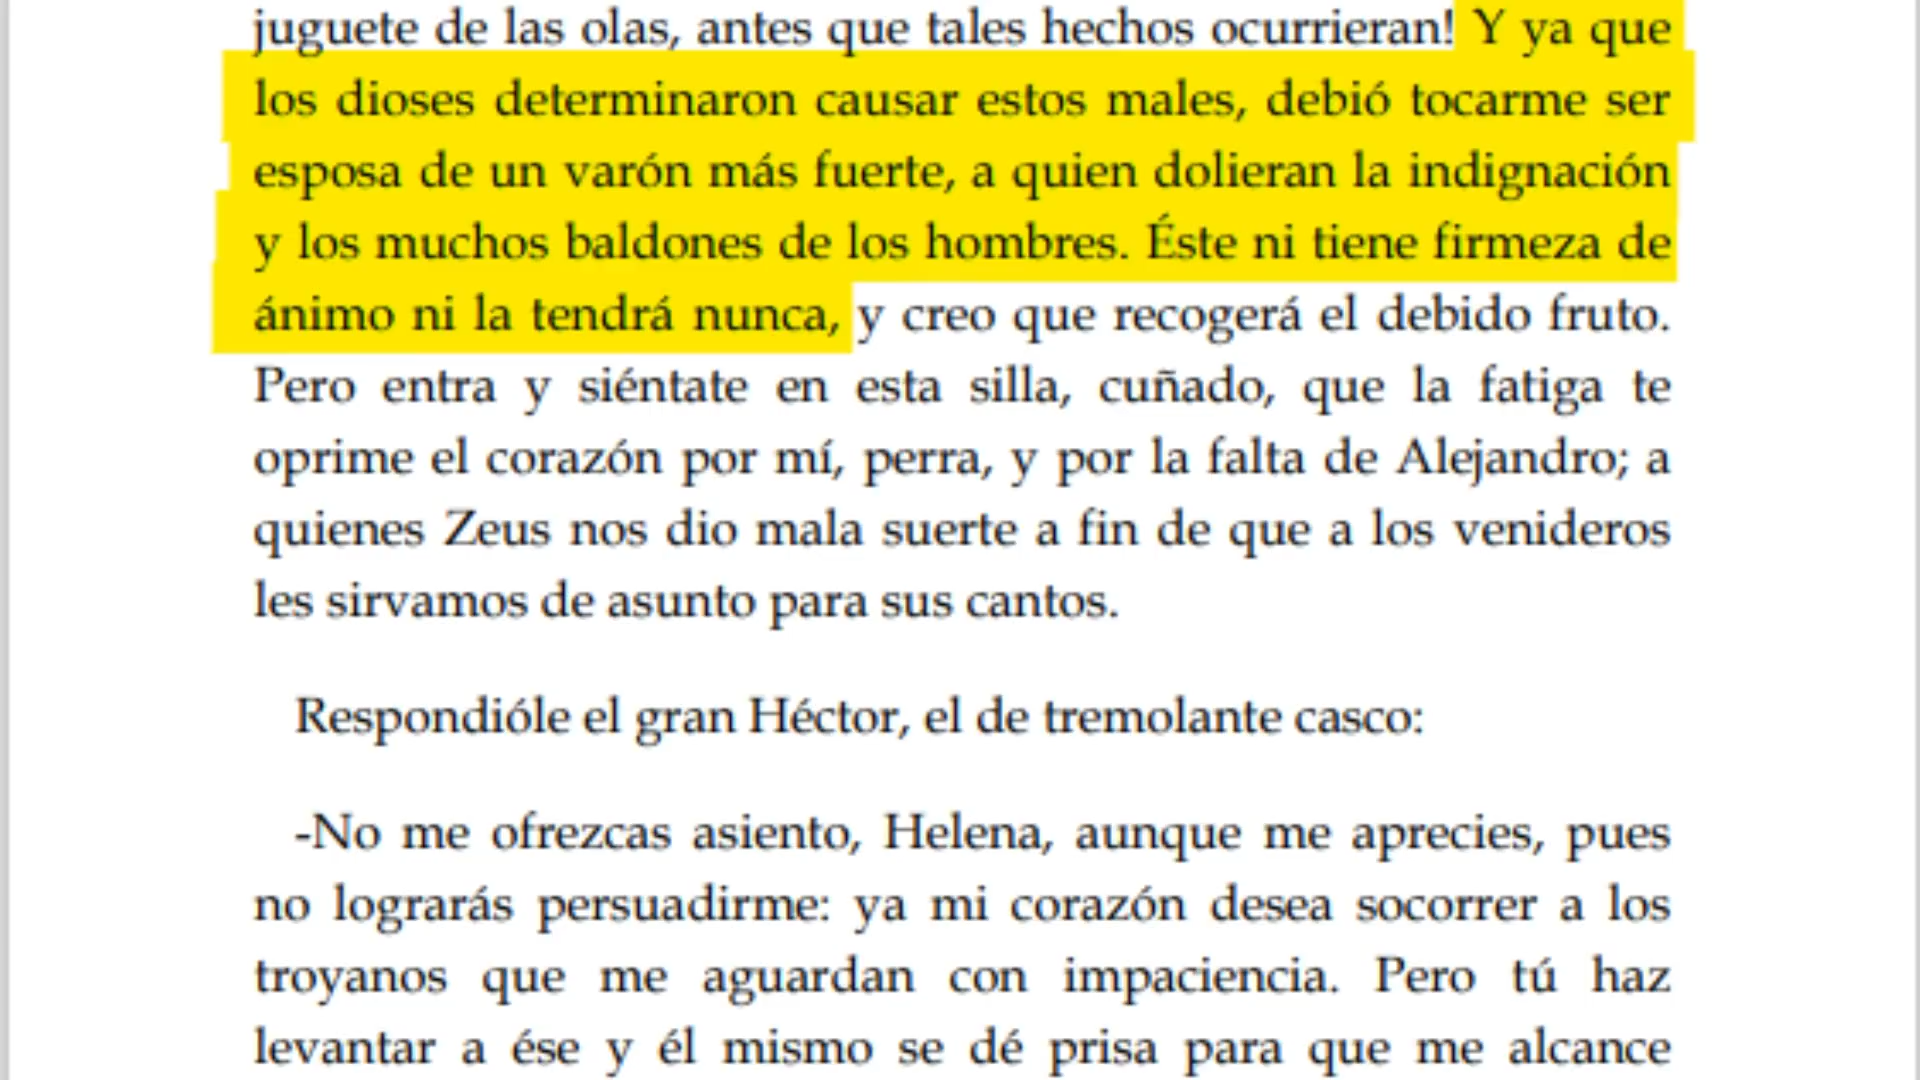 juguete de las olas, antes que tales hechos ocurrieran! Y ya que
los dioses determinaron causar estos males, debió tocarme ser
esposa de un varón más fuerte, a quien dolieran la indignación
y los muchos baldones de los hombres. Éste ni tiene firmeza de
ánimo ni la tendrá nunca, y creo que recogerá el debido fruto.
Pero entra y siéntate en esta silla, cuñado, que la fatiga te
oprime el corazón por mí, perra, y por la falta de Alejandro; a
quienes Zeus nos dio mala suerte a fin de que a los venideros
les sirvamos de asunto para sus cantos.
Respondióle el gran Héctor, el de tremolante casco:
-No me ofrezcas asiento, Helena, aunque me aprecies, pues
no lograrás persuadirme: ya mi corazón desea socorrer a los
troyanos que me aguardan con impaciencia. Pero tú haz
levantar a ése y él mismo se dé prisa para que me alcance